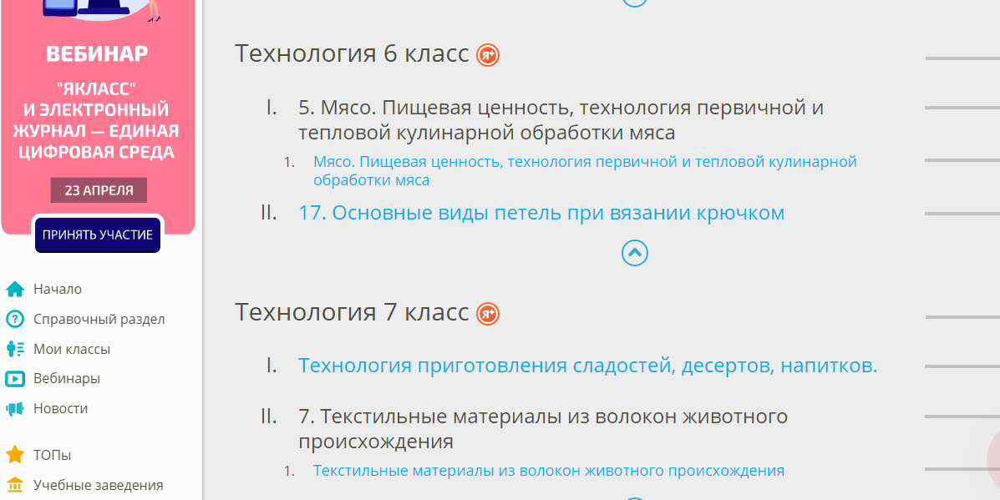 ВЕБИНАР
"ЯКЛАСС"
И ЭЛЕКТРОННЫЙ
ЖУРНАЛ — ЕДИНАЯ
ЦИФРОВАЯ СРЕДА
23 АПРЕЛЯ
ПРИНЯТЬ УЧАСТИЕ
Начало
Справочный раздел
Мои классы
Вебинары
Новости
ТОПы
Учебные заведения
Технология 6 класс Я+
I. 5. Мясо. Пищевая ценность, технология первичной и
тепловой кулинарной обработки мяса
1. Мясо. Пищевая ценность, технология первичной и тепловой кулинарной
обработки мяса
II. 17. Основные виды петель при вязании крючком
Технология 7 класс Я+
I. Технология приготовления сладостей, десертов, напитков.
II. 7. Текстильные материалы из волокон животного
происхождения
1. Текстильные материалы из волокон животного происхождения